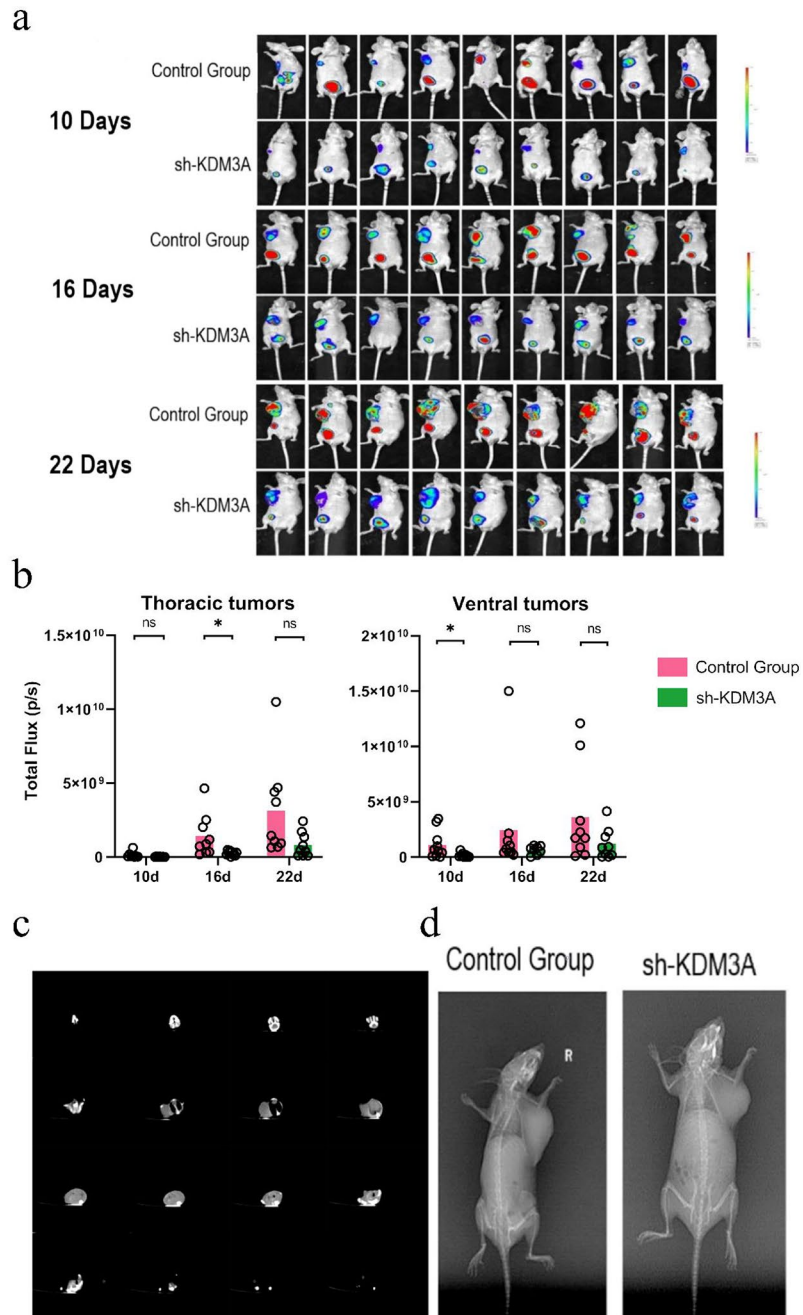 a
Control Group
10 Days
sh-KDM3A
Control Group
16 Days
sh-KDM3A
Control Group
22 Days
sh-KDM3A
b
Thoracic tumors
Ventral tumors
Total Flux (p/s)
1.5×10¹⁰
1×10¹⁰
5×10⁹
0
ns
*
ns
10d
16d
22d
2×10¹⁰
1.5×10¹⁰
1×10¹⁰
5×10⁹
0
*
ns
ns
10d
16d
22d
Control Group
sh-KDM3A
c
d
Control Group
sh-KDM3A
R